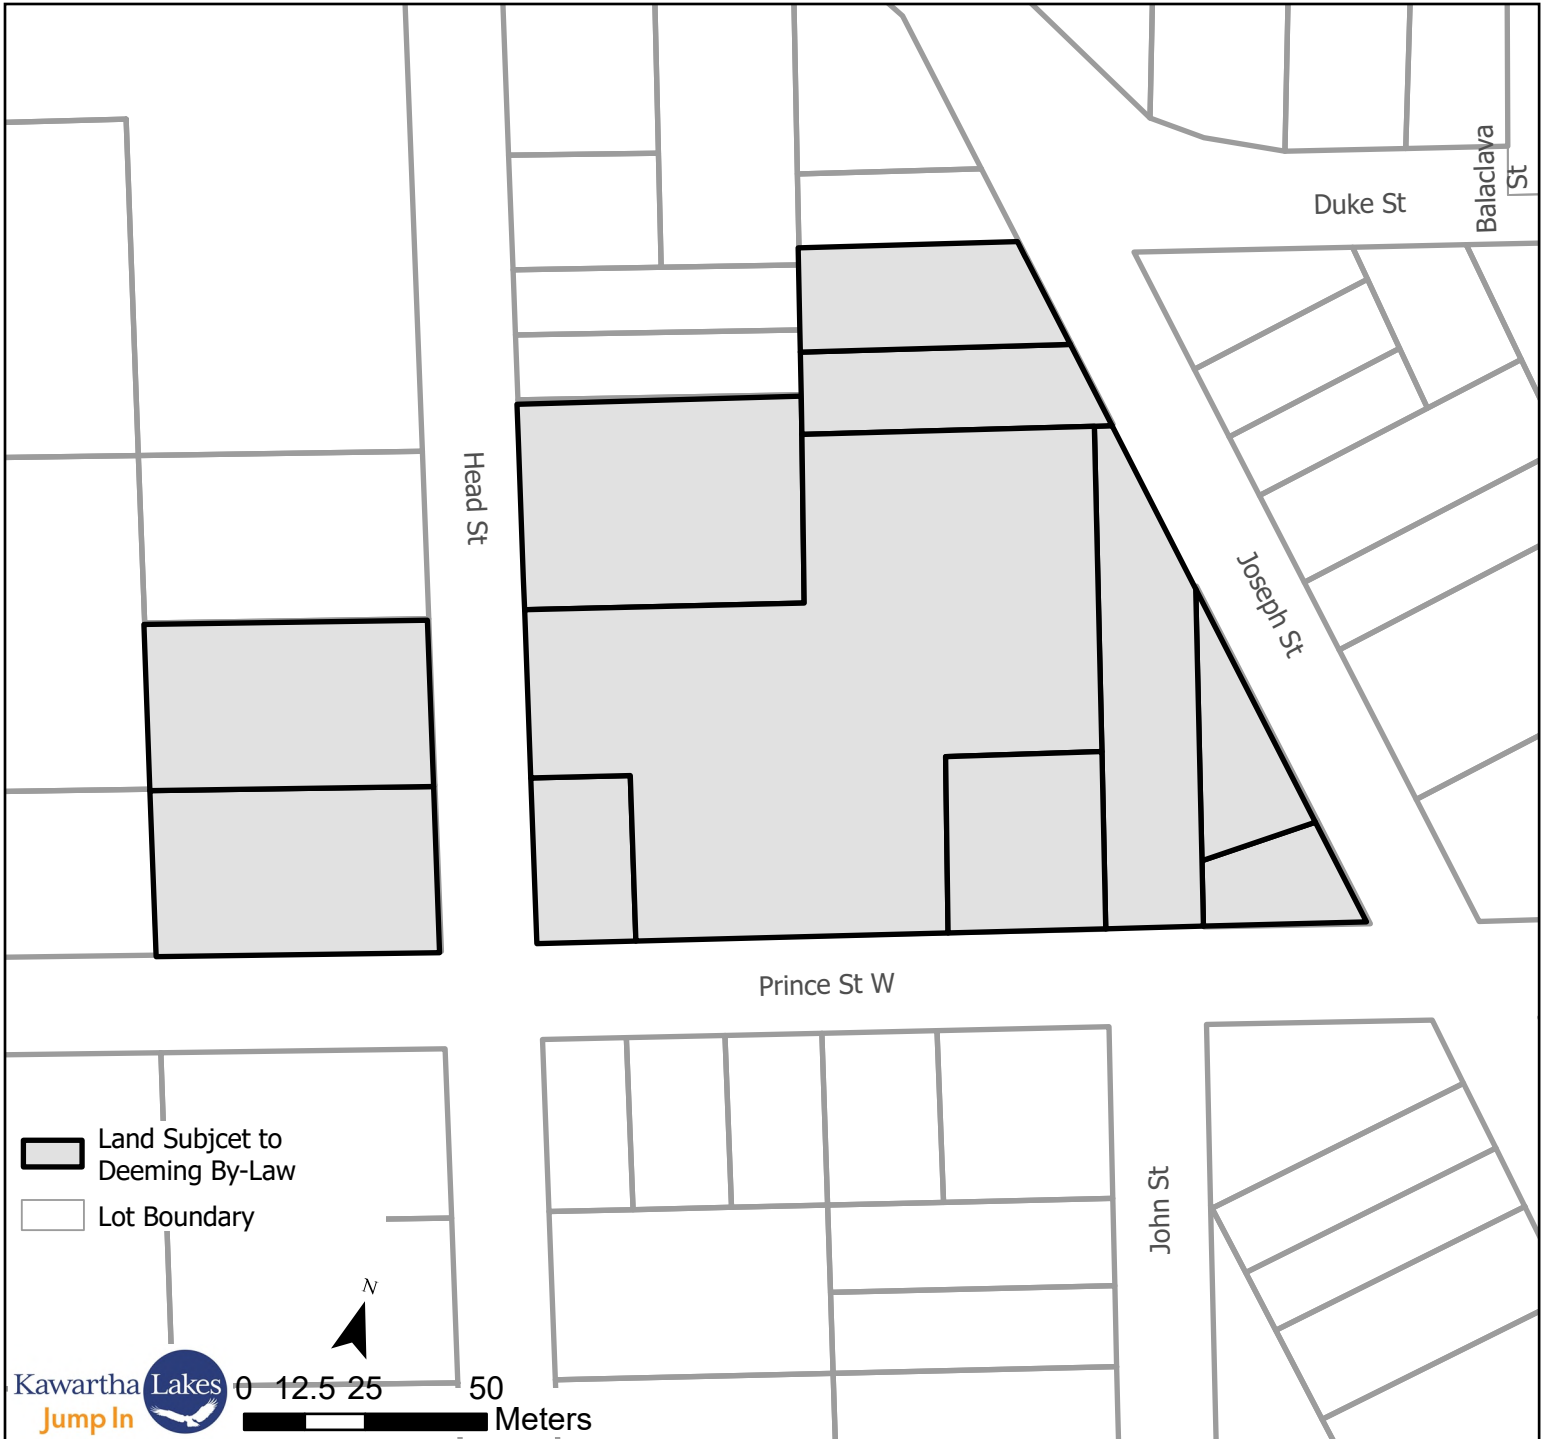 Balaclava
St
Duke St
Head St
Joseph St
Prince St W
John St
Land Subjcet to
Deeming By-Law
Lot Boundary
N
Kawartha Lakes
Jump In
0 12.5 25 50
Meters